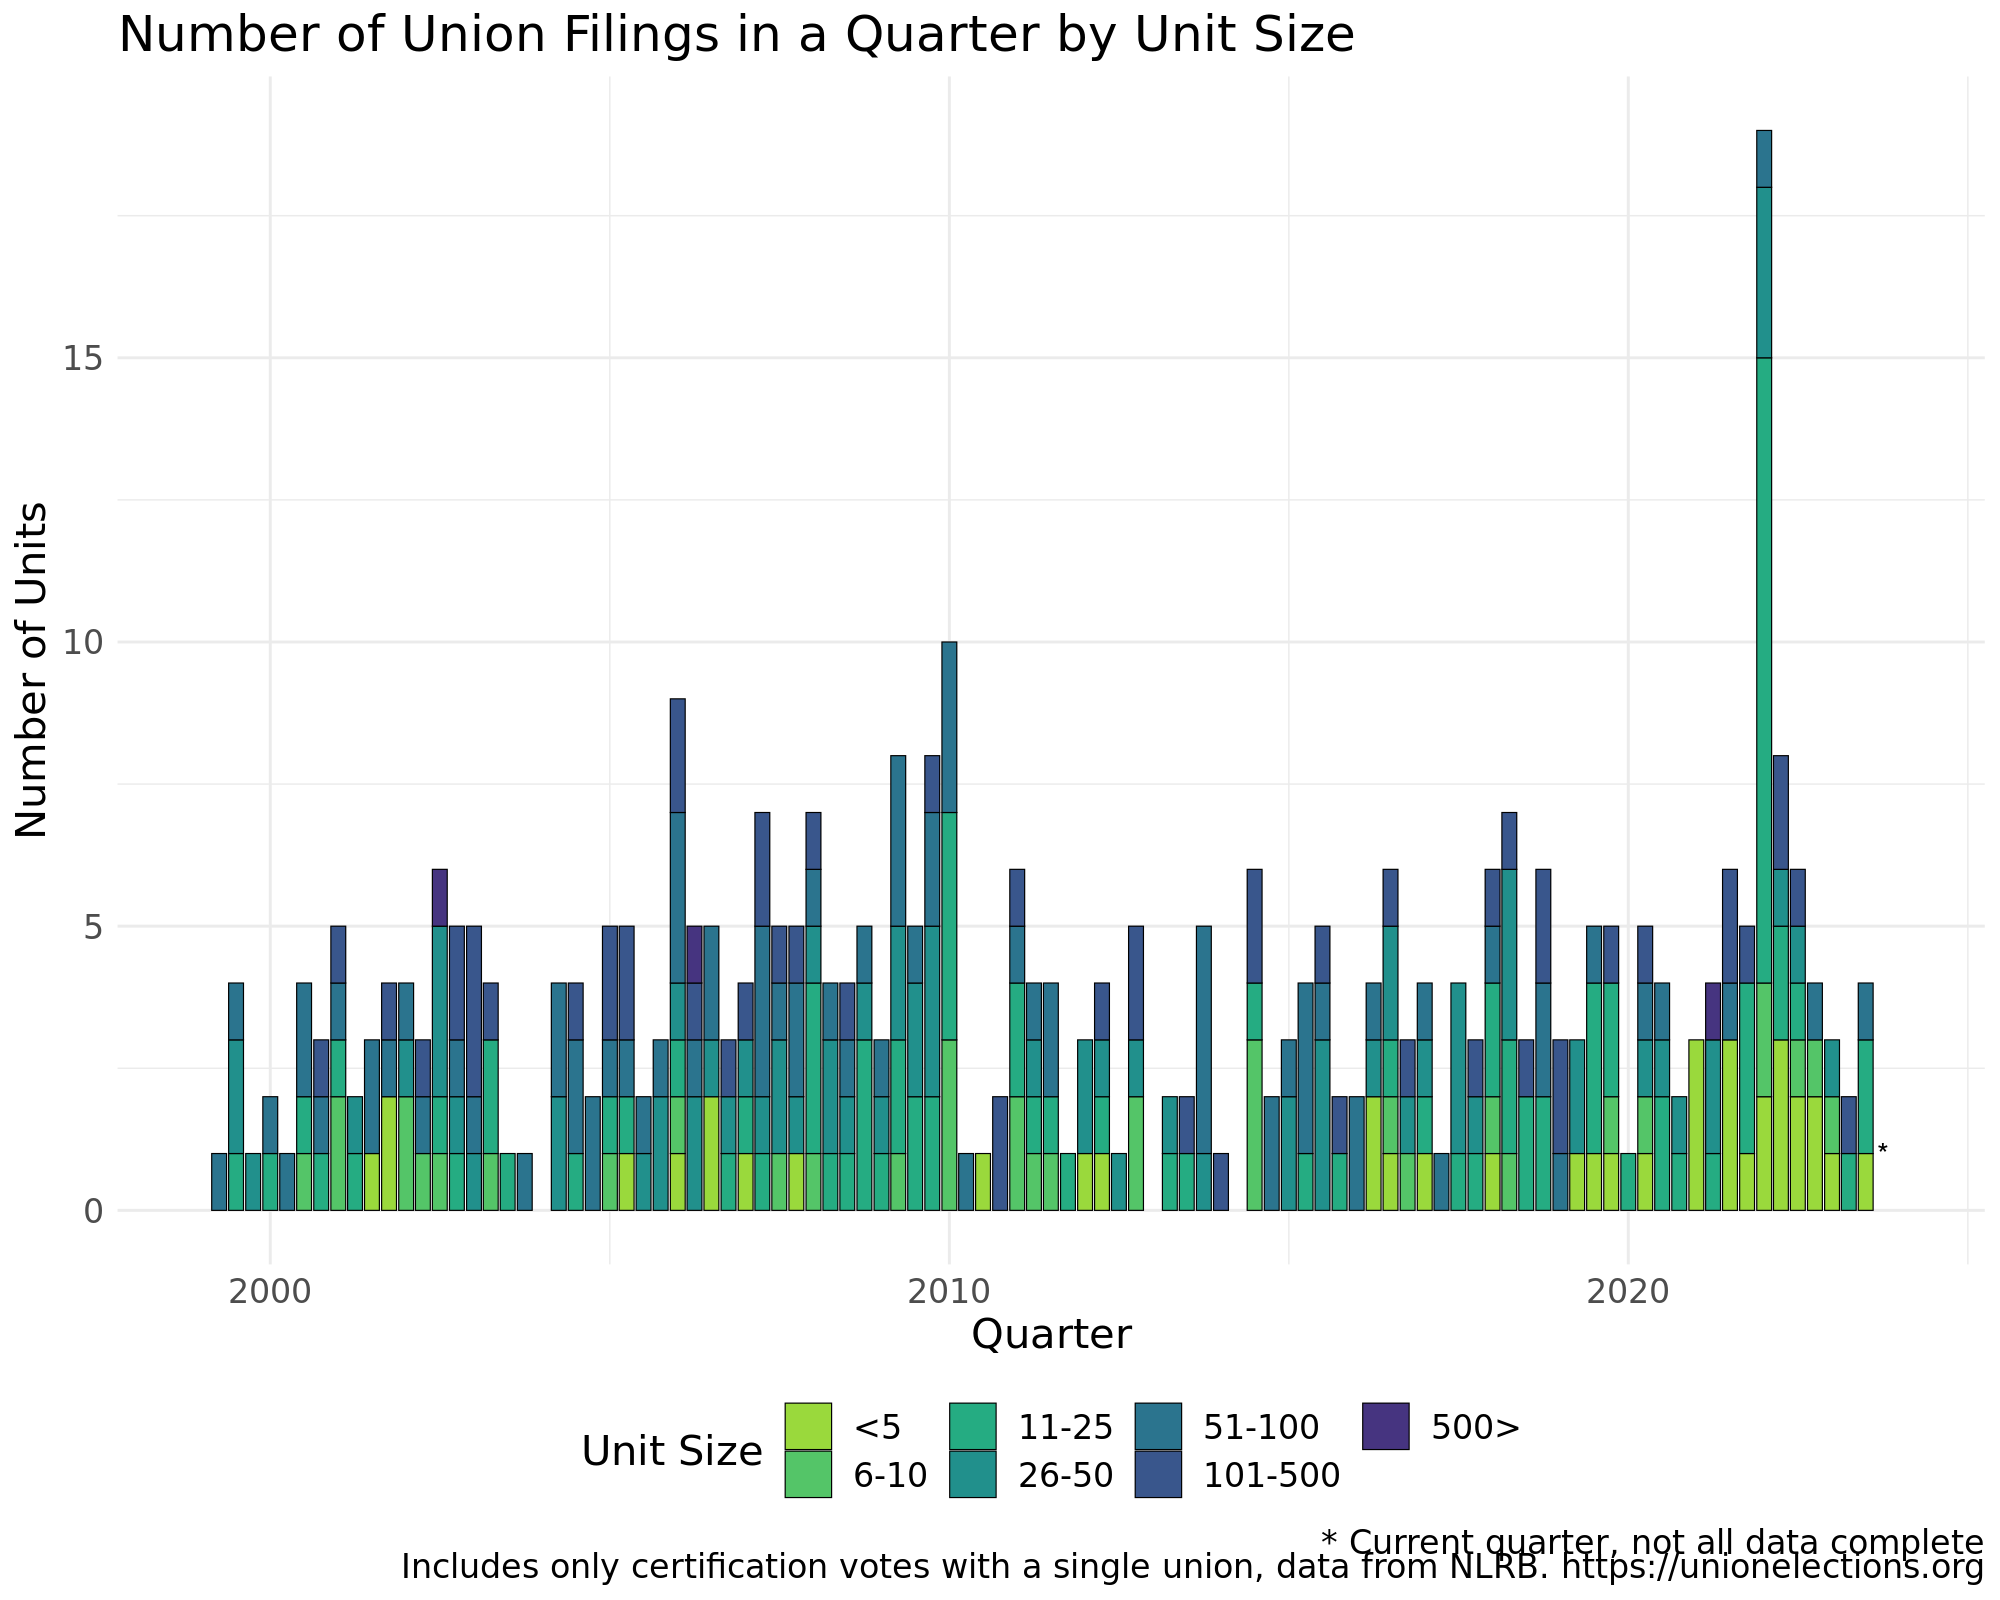 Number of Union Filings in a Quarter by Unit Size
Number of Units
15
10
5
0
*
2000 2010 2020
Quarter
Unit Size
<5 11-25 51-100 500>
6-10 26-50 101-500
* Current quarter, not all data complete
Includes only certification votes with a single union, data from NLRB. https://unionelections.org